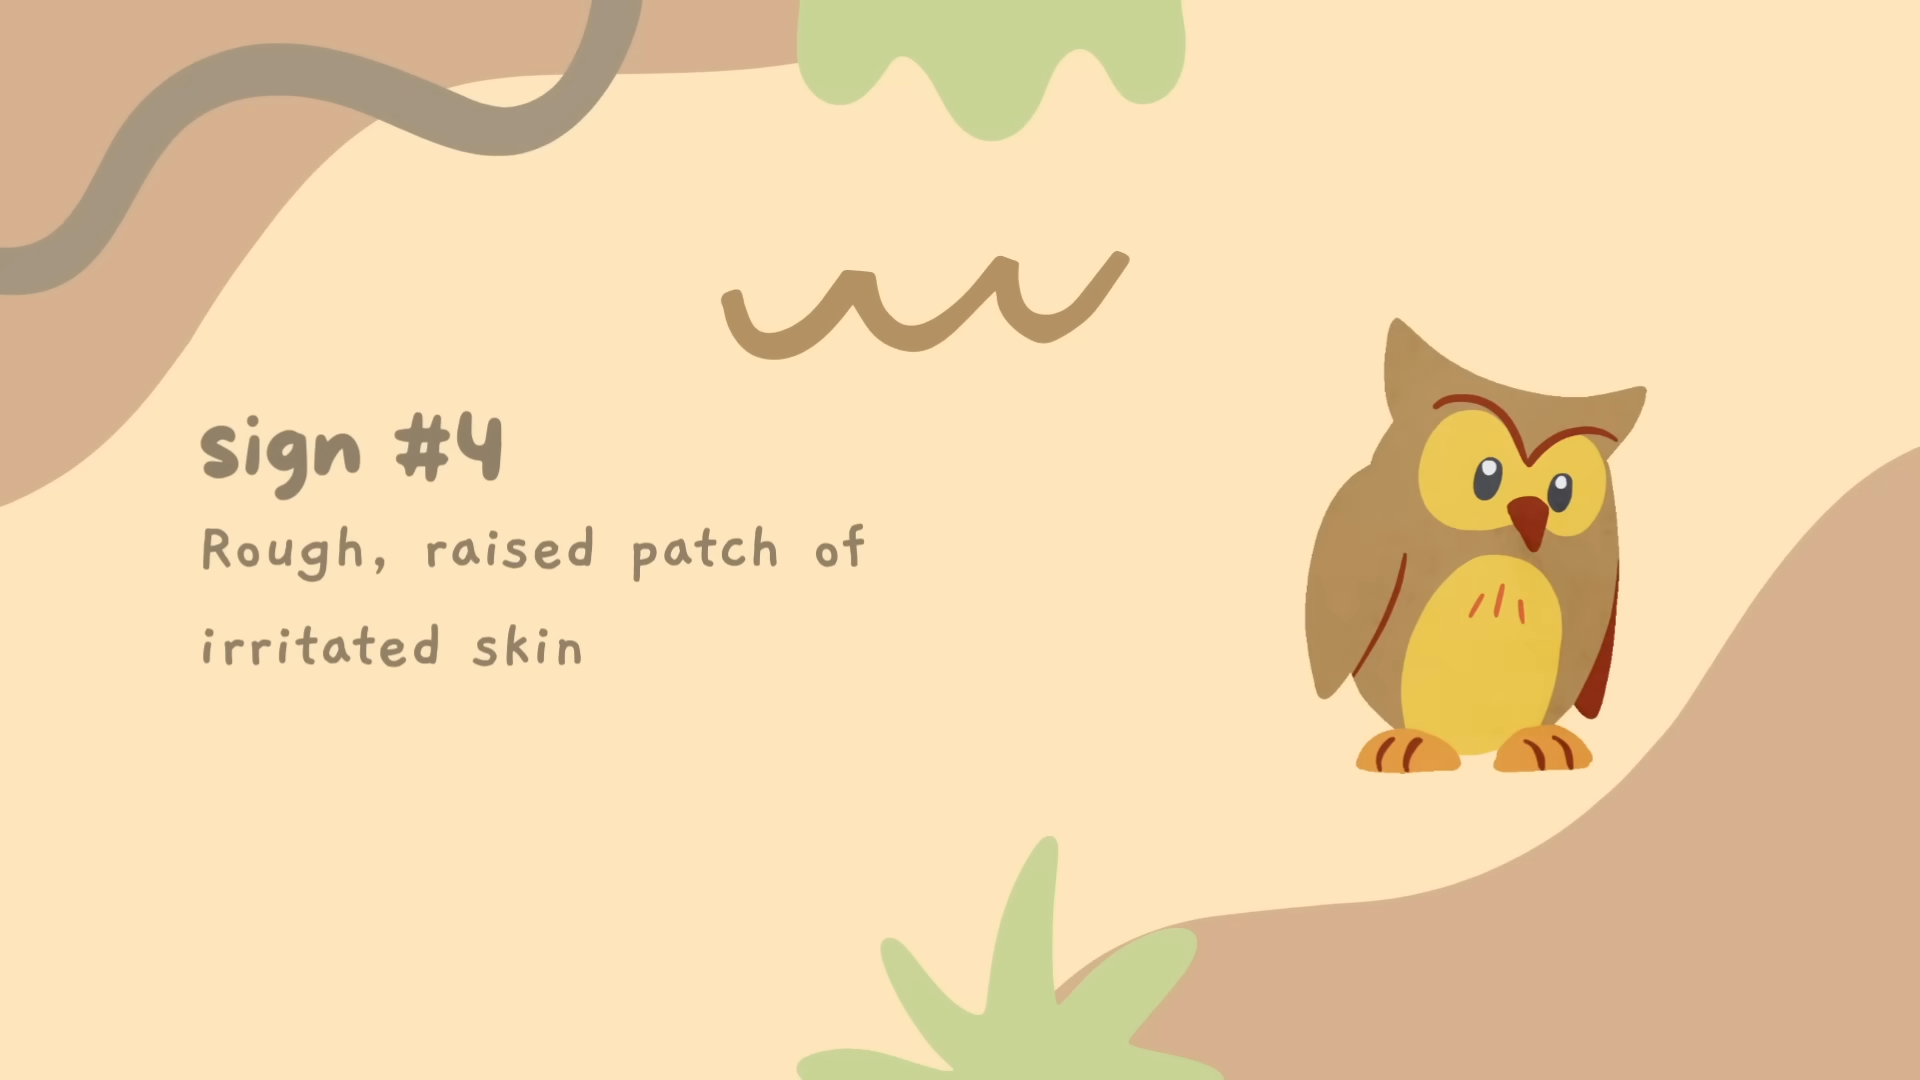 sign #4
Rough, raised patch of
irritated skin